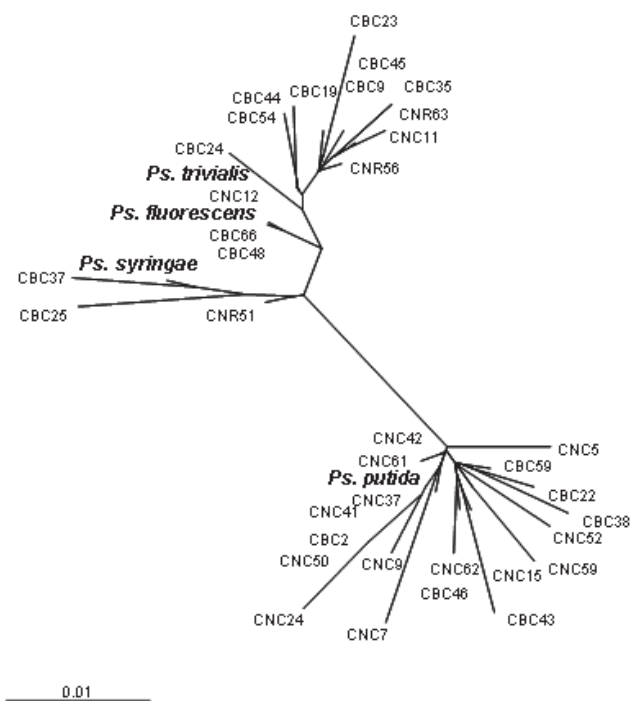 CBC23
CBC45
CBC19
CBC9
CBC35
CBC44
CNR63
CBC54
CNC11
CBC24
CNR56
Ps. trivialis
CNC12
Ps. fluorescens
CBC66
CBC48
Ps. syringae
CBC37
CBC25
CNR51
CNC42
CNC5
CNC61
CBC59
Ps. putida
CNC37
CBC22
CNC41
CBC38
CBC2
CNC52
CNC50
CNC9
CNC62
CNC15
CNC59
CBC46
CNC24
CBC43
CNC7
0.01